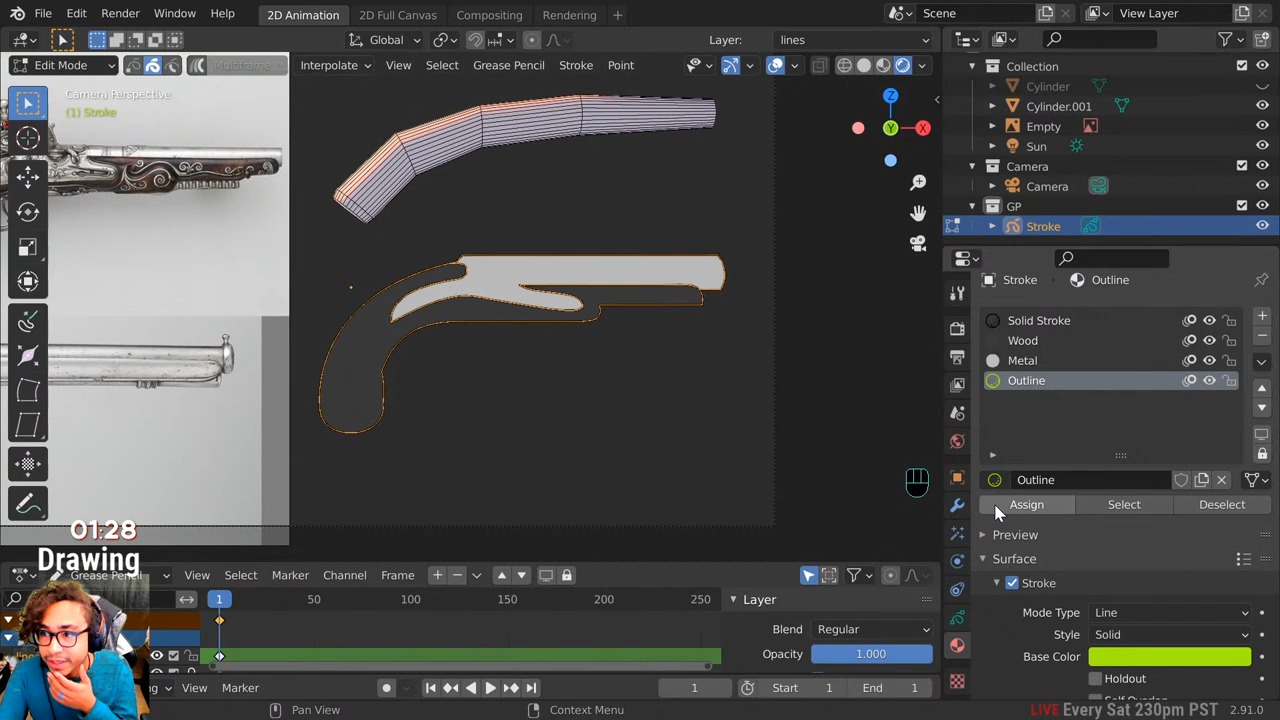 File Edit Render Window Help 2D Animation 2D Full Canvas Compositing Rendering + Scene View Layer
Global Layer: lines
Edit Mode Multiframe Interpolate View Select Grease Pencil Stroke Point
Camera Perspective
(1) Stroke
Z
Y X
Collection
Cylinder
Cylinder.001
Empty
Sun
Camera
Camera
GP
Stroke
Stroke Outline
Solid Stroke
Wood
Metal
Outline
Outline
Assign Select Deselect
Preview
Surface
Stroke
Mode Type Line
Style Solid
Base Color
Holdout
01:28
Drawing
Grease Pencil View Select Marker Channel Frame
1 50 100 150 200 250
Layer
Blend Regular
Opacity 1.000
View Marker 1 Start 1 End 1
Pan View Context Menu
LIVE Every Sat 230pm PST 2.91.0